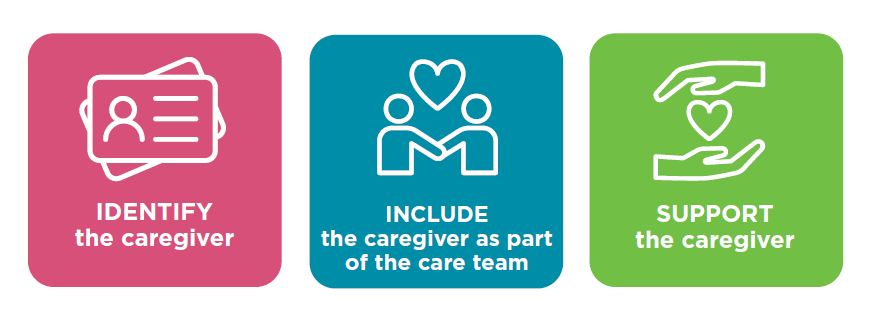 IDENTIFY
the caregiver
INCLUDE
the caregiver as part
of the care team
SUPPORT
the caregiver